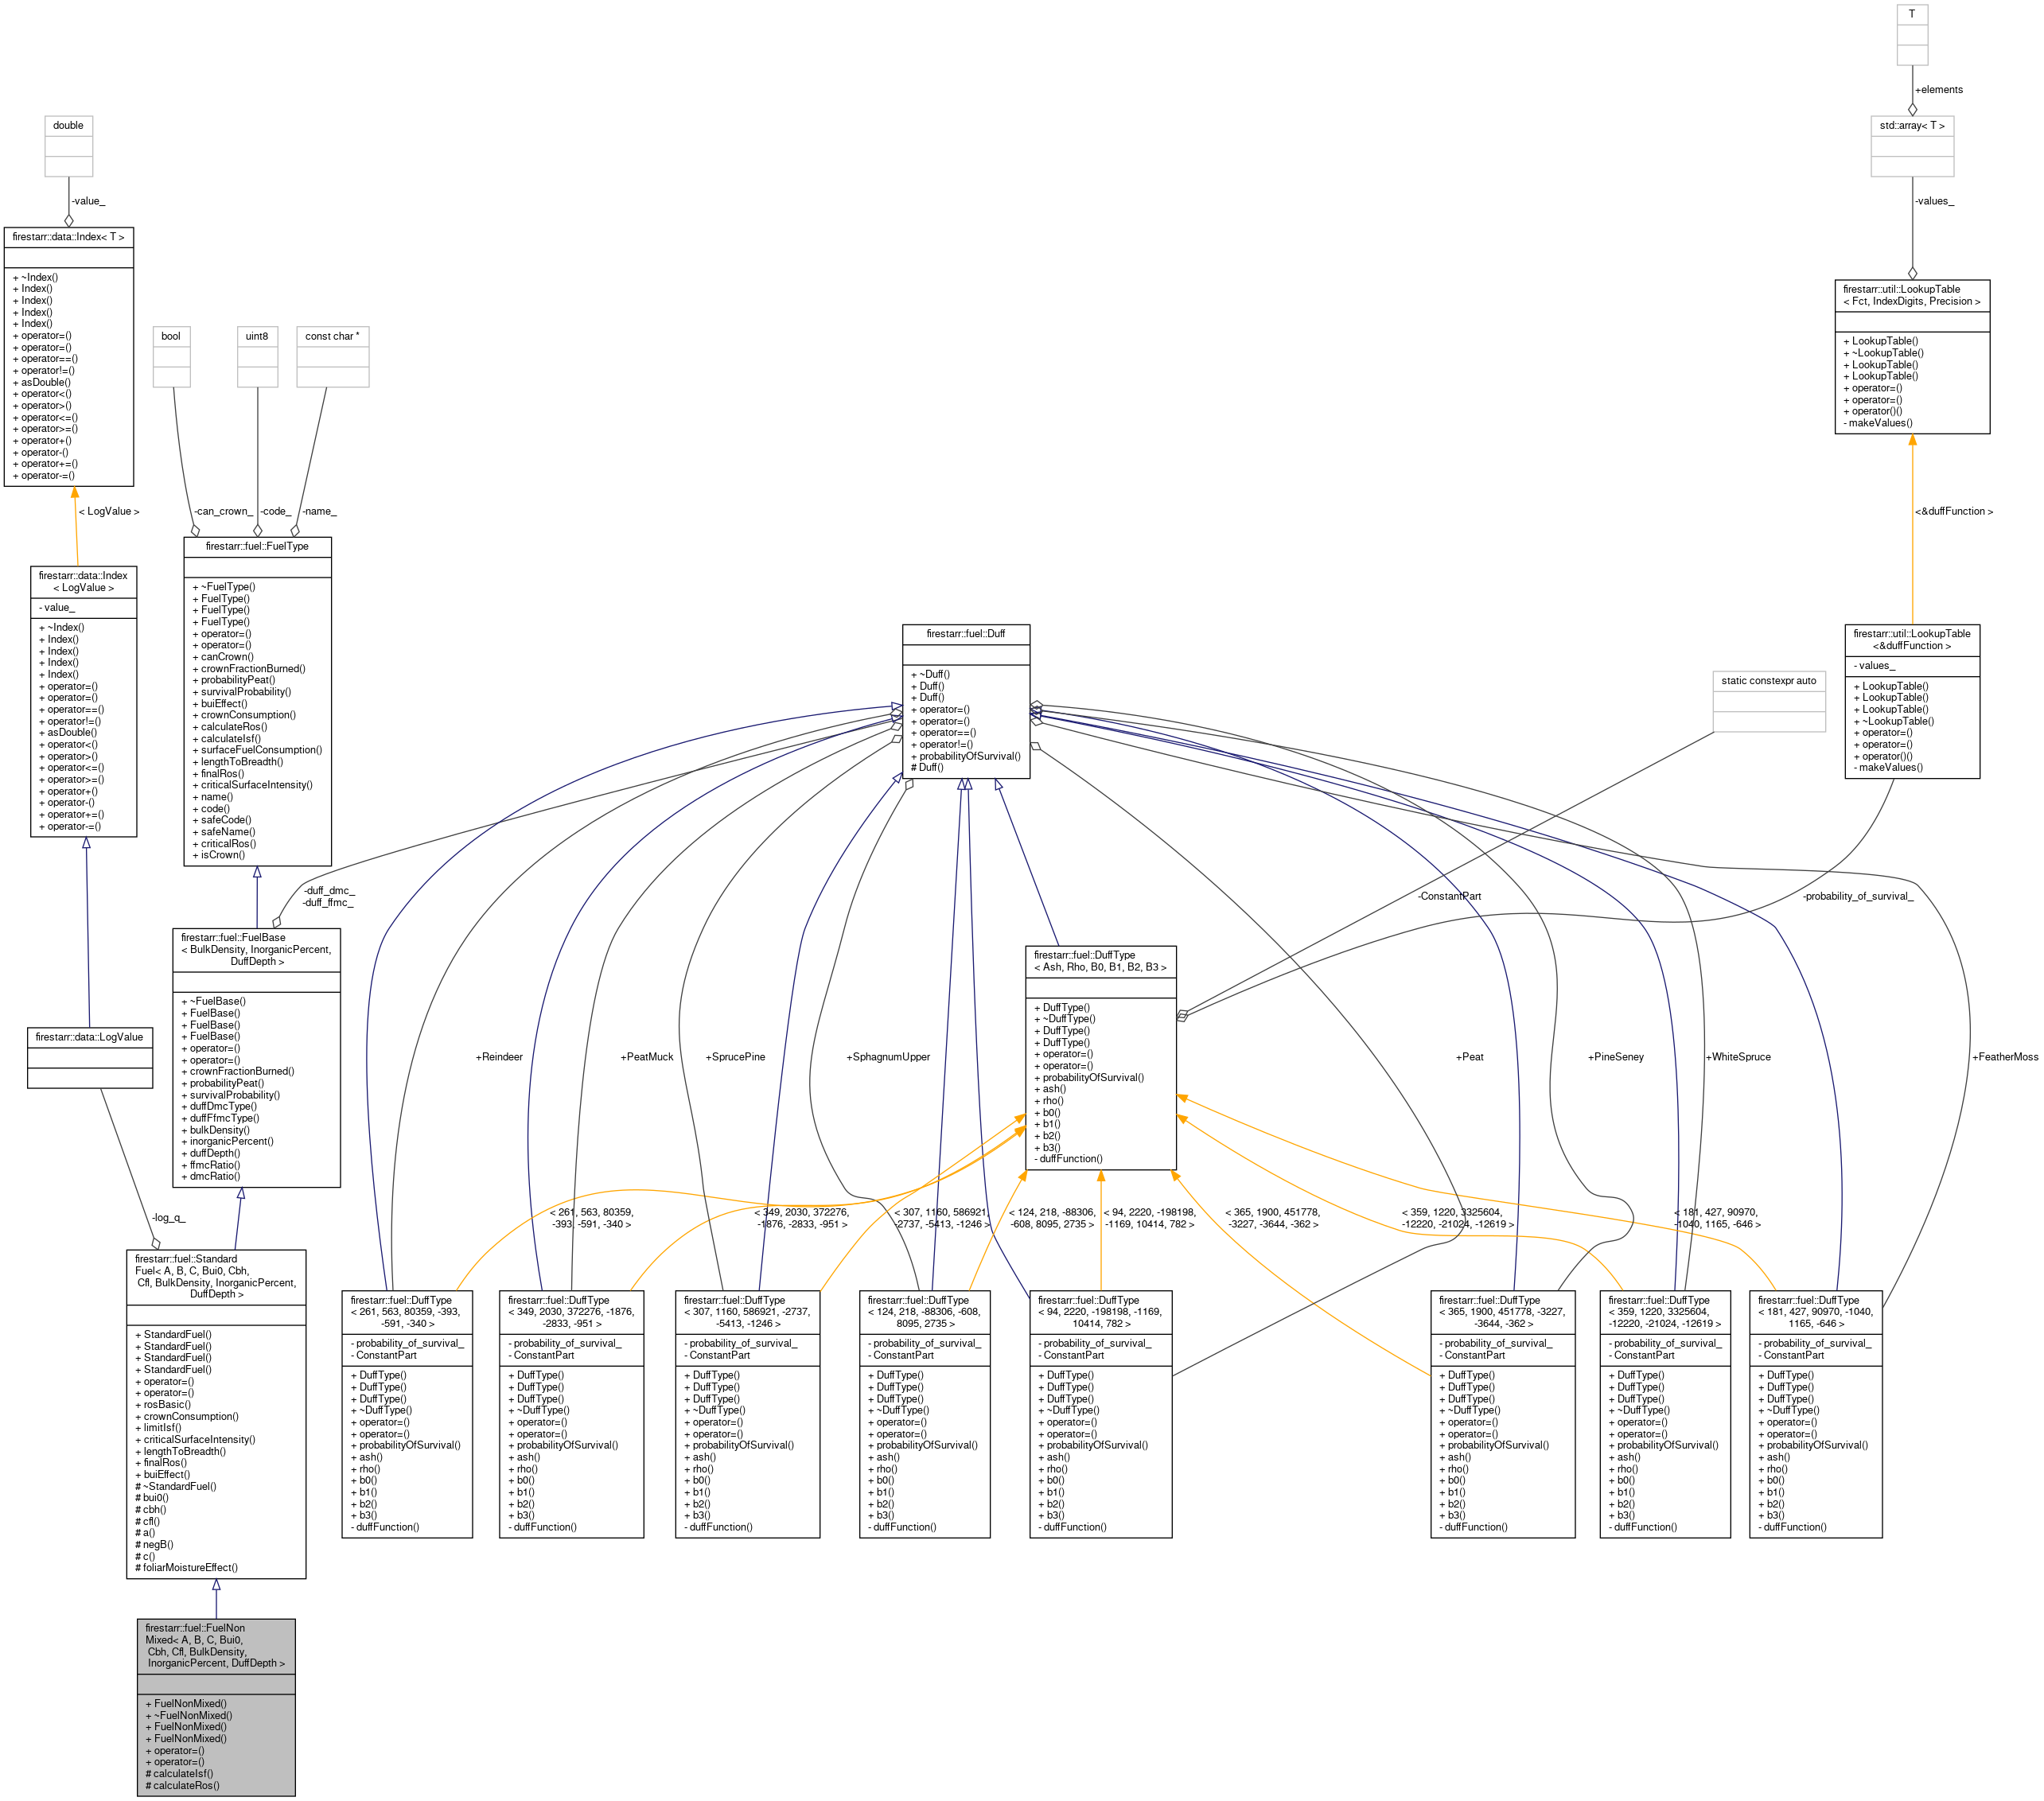 T
+elements
double
std::array< T >
-value_
-values_
firestarr::data::Index< T >
+ ~Index()
+ Index()
+ Index()
+ Index()
+ Index()
+ operator=()
+ operator=()
+ operator==()
+ operator!=()
+ asDouble()
+ operator<()
+ operator>()
+ operator<=()
+ operator>=()
+ operator+()
+ operator-()
+ operator+=()
+ operator-=()
bool
uint8
const char *
firestarr::util::LookupTable
< Fct, IndexDigits, Precision >
+ LookupTable()
+ ~LookupTable()
+ LookupTable()
+ LookupTable()
+ operator=()
+ operator=()
+ operator()()
- makeValues()
< LogValue >
-can_crown_
-code_
-name_
<&duffFunction >
firestarr::data::Index
< LogValue >
- value_
+ ~Index()
+ Index()
+ Index()
+ Index()
+ Index()
+ operator=()
+ operator=()
+ operator==()
+ operator!=()
+ asDouble()
+ operator<()
+ operator>()
+ operator<=()
+ operator>=()
+ operator+()
+ operator-()
+ operator+=()
+ operator-=()
firestarr::fuel::FuelType
+ ~FuelType()
+ FuelType()
+ FuelType()
+ FuelType()
+ operator=()
+ operator=()
+ canCrown()
+ crownFractionBurned()
+ probabilityPeat()
+ survivalProbability()
+ buiEffect()
+ crownConsumption()
+ calculateRos()
+ calculateIsf()
+ surfaceFuelConsumption()
+ lengthToBreadth()
+ finalRos()
+ criticalSurfaceIntensity()
+ name()
+ code()
+ safeCode()
+ safeName()
+ criticalRos()
+ isCrown()
firestarr::fuel::Duff
+ ~Duff()
+ Duff()
+ Duff()
+ operator=()
+ operator=()
+ operator==()
+ operator!=()
+ probabilityOfSurvival()
# Duff()
static constexpr auto
firestarr::util::LookupTable
<&duffFunction >
- values_
+ LookupTable()
+ LookupTable()
+ LookupTable()
+ ~LookupTable()
+ operator=()
+ operator=()
+ operator()()
- makeValues()
-duff_dmc_
-duff_ffmc_
-ConstantPart
-probability_of_survival_
firestarr::fuel::FuelBase
< BulkDensity, InorganicPercent,
DuffDepth >
+ ~FuelBase()
+ FuelBase()
+ FuelBase()
+ FuelBase()
+ operator=()
+ operator=()
+ crownFractionBurned()
+ probabilityPeat()
+ survivalProbability()
+ duffDmcType()
+ duffFfmcType()
+ bulkDensity()
+ inorganicPercent()
+ duffDepth()
+ ffmcRatio()
+ dmcRatio()
firestarr::fuel::DuffType
< Ash, Rho, B0, B1, B2, B3 >
+ DuffType()
+ ~DuffType()
+ DuffType()
+ DuffType()
+ operator=()
+ operator=()
+ probabilityOfSurvival()
+ ash()
+ rho()
+ b0()
+ b1()
+ b2()
+ b3()
- duffFunction()
firestarr::data::LogValue
+Reindeer
+PeatMuck
+SprucePine
+SphagnumUpper
+Peat
+PineSeney
+WhiteSpruce
+FeatherMoss
-log_q_
< 261, 563, 80359,
-393, -591, -340 >
< 349, 2030, 372276,
-1876, -2833, -951 >
< 307, 1160, 586921,
-2737, -5413, -1246 >
< 124, 218, -88306,
-608, 8095, 2735 >
< 94, 2220, -198198,
-1169, 10414, 782 >
< 365, 1900, 451778,
-3227, -3644, -362 >
< 359, 1220, 3325604,
-12220, -21024, -12619 >
< 181, 427, 90970,
-1040, 1165, -646 >
firestarr::fuel::Standard
Fuel< A, B, C, Bui0, Cbh,
Cfl, BulkDensity, InorganicPercent,
DuffDepth >
+ StandardFuel()
+ StandardFuel()
+ StandardFuel()
+ StandardFuel()
+ operator=()
+ operator=()
+ rosBasic()
+ crownConsumption()
+ limitIsf()
+ criticalSurfaceIntensity()
+ lengthToBreadth()
+ finalRos()
+ buiEffect()
# ~StandardFuel()
# bui0()
# cbh()
# cfl()
# a()
# negB()
# c()
# foliarMoistureEffect()
firestarr::fuel::DuffType
< 261, 563, 80359, -393,
-591, -340 >
- probability_of_survival_
- ConstantPart
+ DuffType()
+ DuffType()
+ DuffType()
+ ~DuffType()
+ operator=()
+ operator=()
+ probabilityOfSurvival()
+ ash()
+ rho()
+ b0()
+ b1()
+ b2()
+ b3()
- duffFunction()
firestarr::fuel::DuffType
< 349, 2030, 372276, -1876,
-2833, -951 >
- probability_of_survival_
- ConstantPart
+ DuffType()
+ DuffType()
+ DuffType()
+ ~DuffType()
+ operator=()
+ operator=()
+ probabilityOfSurvival()
+ ash()
+ rho()
+ b0()
+ b1()
+ b2()
+ b3()
- duffFunction()
firestarr::fuel::DuffType
< 307, 1160, 586921, -2737,
-5413, -1246 >
- probability_of_survival_
- ConstantPart
+ DuffType()
+ DuffType()
+ DuffType()
+ ~DuffType()
+ operator=()
+ operator=()
+ probabilityOfSurvival()
+ ash()
+ rho()
+ b0()
+ b1()
+ b2()
+ b3()
- duffFunction()
firestarr::fuel::DuffType
< 124, 218, -88306, -608,
8095, 2735 >
- probability_of_survival_
- ConstantPart
+ DuffType()
+ DuffType()
+ DuffType()
+ ~DuffType()
+ operator=()
+ operator=()
+ probabilityOfSurvival()
+ ash()
+ rho()
+ b0()
+ b1()
+ b2()
+ b3()
- duffFunction()
firestarr::fuel::DuffType
< 94, 2220, -198198, -1169,
10414, 782 >
- probability_of_survival_
- ConstantPart
+ DuffType()
+ DuffType()
+ DuffType()
+ ~DuffType()
+ operator=()
+ operator=()
+ probabilityOfSurvival()
+ ash()
+ rho()
+ b0()
+ b1()
+ b2()
+ b3()
- duffFunction()
firestarr::fuel::DuffType
< 365, 1900, 451778, -3227,
-3644, -362 >
- probability_of_survival_
- ConstantPart
+ DuffType()
+ DuffType()
+ DuffType()
+ ~DuffType()
+ operator=()
+ operator=()
+ probabilityOfSurvival()
+ ash()
+ rho()
+ b0()
+ b1()
+ b2()
+ b3()
- duffFunction()
firestarr::fuel::DuffType
< 359, 1220, 3325604,
-12220, -21024, -12619 >
- probability_of_survival_
- ConstantPart
+ DuffType()
+ DuffType()
+ DuffType()
+ ~DuffType()
+ operator=()
+ operator=()
+ probabilityOfSurvival()
+ ash()
+ rho()
+ b0()
+ b1()
+ b2()
+ b3()
- duffFunction()
firestarr::fuel::DuffType
< 181, 427, 90970, -1040,
1165, -646 >
- probability_of_survival_
- ConstantPart
+ DuffType()
+ DuffType()
+ DuffType()
+ ~DuffType()
+ operator=()
+ operator=()
+ probabilityOfSurvival()
+ ash()
+ rho()
+ b0()
+ b1()
+ b2()
+ b3()
- duffFunction()
firestarr::fuel::FuelNon
Mixed< A, B, C, Bui0,
Cbh, Cfl, BulkDensity,
InorganicPercent, DuffDepth >
+ FuelNonMixed()
+ ~FuelNonMixed()
+ FuelNonMixed()
+ FuelNonMixed()
+ operator=()
+ operator=()
# calculateIsf()
# calculateRos()